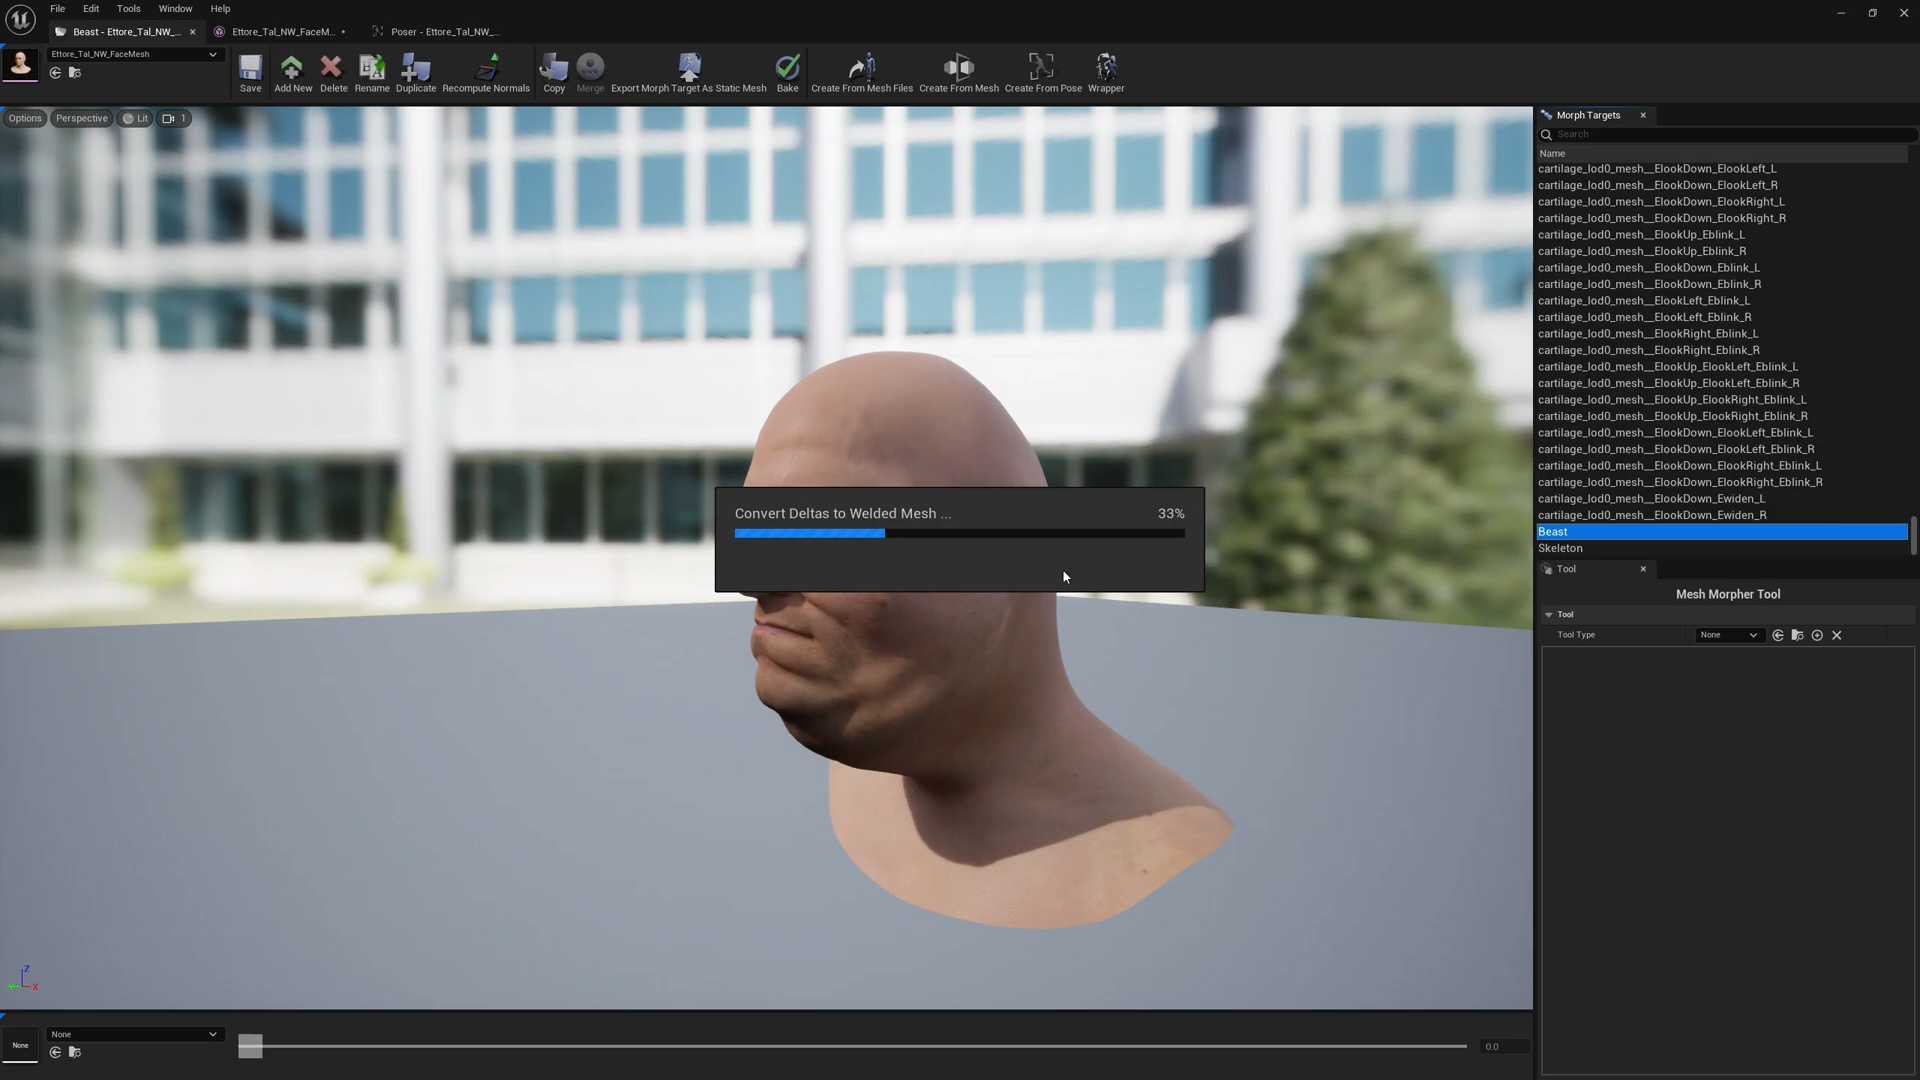 File Edit Tools Window Help
Beast - Ettore_Tal_NW_... Ettore_Tal_NW_FaceM... Poser - Ettore_Tal_NW_...
Ettore_Tal_NW_FaceMesh
Save Add New Delete Rename Duplicate Recompute Normals Copy Merge Export Morph Target As Static Mesh Bake Create From Mesh Files Create From Mesh Create From Pose Wrapper
Options Perspective Lit 1
Morph Targets
Search
Name
cartilage_lod0_mesh__ElookDown_ElookLeft_L
cartilage_lod0_mesh__ElookDown_ElookLeft_R
cartilage_lod0_mesh__ElookDown_ElookRight_L
cartilage_lod0_mesh__ElookDown_ElookRight_R
cartilage_lod0_mesh__ElookUp_Eblink_L
cartilage_lod0_mesh__ElookUp_Eblink_R
cartilage_lod0_mesh__ElookDown_Eblink_L
cartilage_lod0_mesh__ElookDown_Eblink_R
cartilage_lod0_mesh__ElookLeft_Eblink_L
cartilage_lod0_mesh__ElookLeft_Eblink_R
cartilage_lod0_mesh__ElookRight_Eblink_L
cartilage_lod0_mesh__ElookRight_Eblink_R
cartilage_lod0_mesh__ElookUp_ElookLeft_Eblink_L
cartilage_lod0_mesh__ElookUp_ElookLeft_Eblink_R
cartilage_lod0_mesh__ElookUp_ElookRight_Eblink_L
cartilage_lod0_mesh__ElookUp_ElookRight_Eblink_R
cartilage_lod0_mesh__ElookDown_ElookLeft_Eblink_L
cartilage_lod0_mesh__ElookDown_ElookLeft_Eblink_R
cartilage_lod0_mesh__ElookDown_ElookRight_Eblink_L
cartilage_lod0_mesh__ElookDown_ElookRight_Eblink_R
cartilage_lod0_mesh__ElookDown_Ewiden_L
cartilage_lod0_mesh__ElookDown_Ewiden_R
Beast
Skeleton
Convert Deltas to Welded Mesh ... 33%
Tool
Mesh Morpher Tool
Tool
Tool Type None
Z
Y X
None
None
0.0